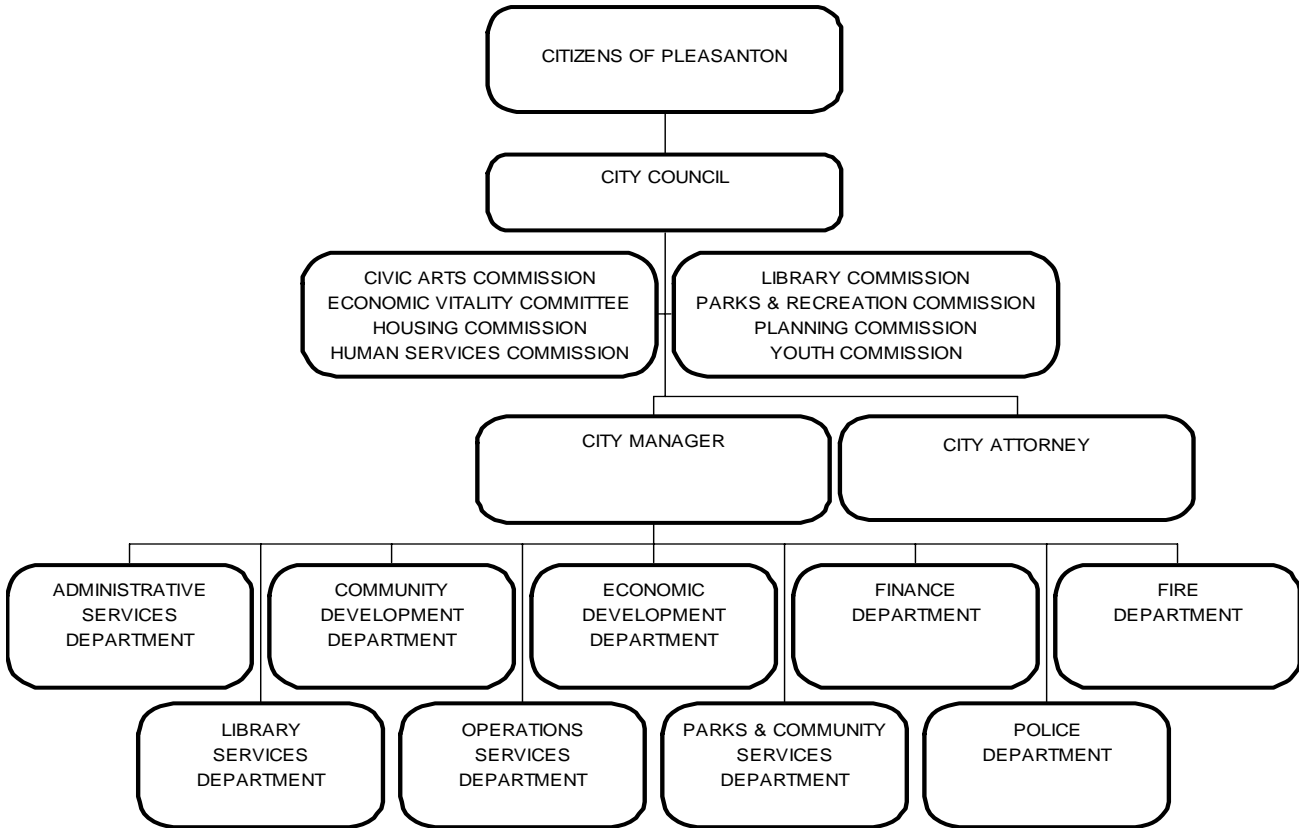 CITIZENS OF PLEASANTON
CITY COUNCIL
CIVIC ARTS COMMISSION
ECONOMIC VITALITY COMMITTEE
HOUSING COMMISSION
HUMAN SERVICES COMMISSION
LIBRARY COMMISSION
PARKS & RECREATION COMMISSION
PLANNING COMMISSION
YOUTH COMMISSION
CITY MANAGER
CITY ATTORNEY
ADMINISTRATIVE
SERVICES
DEPARTMENT
COMMUNITY
DEVELOPMENT
DEPARTMENT
ECONOMIC
DEVELOPMENT
DEPARTMENT
FINANCE
DEPARTMENT
FIRE
DEPARTMENT
LIBRARY
SERVICES
DEPARTMENT
OPERATIONS
SERVICES
DEPARTMENT
PARKS & COMMUNITY
SERVICES
DEPARTMENT
POLICE
DEPARTMENT